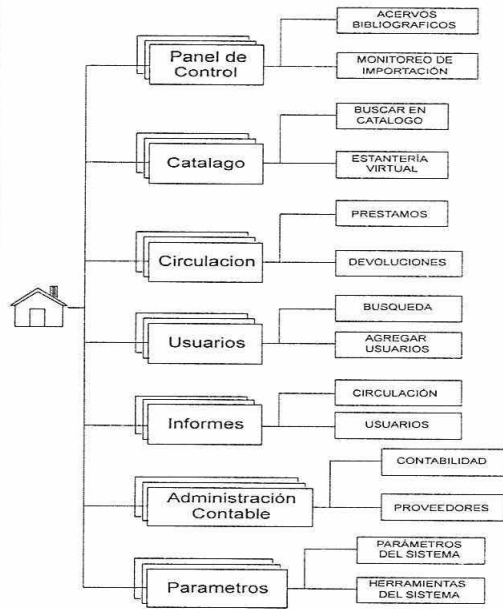 Panel de
Control
ACERVOS
BIBLIOGRAFICOS
MONITOREO DE
IMPORTACIÓN
Catalago
BUSCAR EN
CATALOGO
ESTANTERÍA
VIRTUAL
Circulacion
PRESTAMOS
DEVOLUCIONES
Usuarios
BUSQUEDA
AGREGAR
USUARIOS
Informes
CIRCULACIÓN
USUARIOS
Administración
Contable
CONTABILIDAD
PROVEEDORES
Parametros
PARÁMETROS
DEL SISTEMA
HERRAMIENTAS
DEL SISTEMA